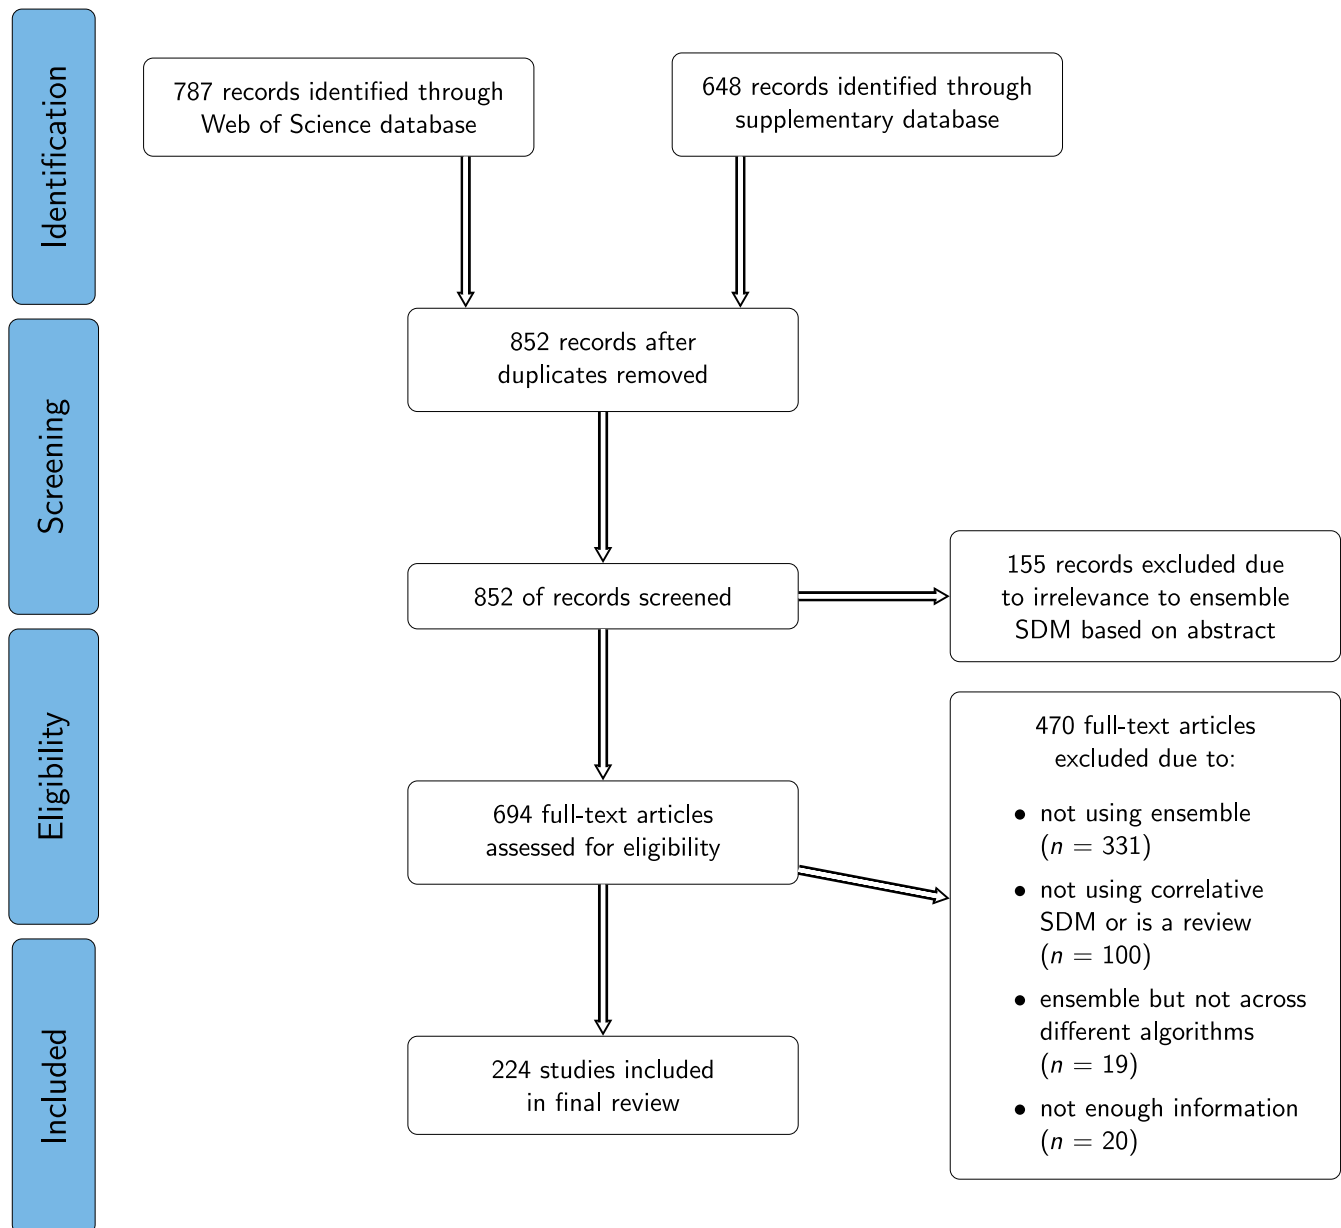 Identification
787 records identified through
Web of Science database
648 records identified through
supplementary database
Screening
852 records after
duplicates removed
852 of records screened
155 records excluded due
to irrelevance to ensemble
SDM based on abstract
Eligibility
694 full-text articles
assessed for eligibility
470 full-text articles
excluded due to:
• not using ensemble
(n = 331)
• not using correlative
SDM or is a review
(n = 100)
• ensemble but not across
different algorithms
(n = 19)
• not enough information
(n = 20)
Included
224 studies included
in final review